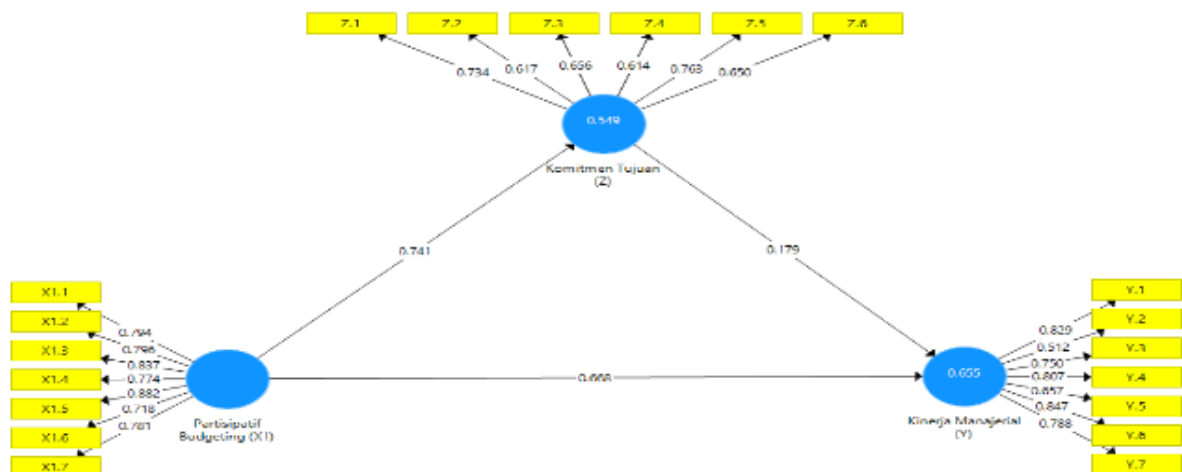 Z.1
Z.2
Z.3
Z.4
Z.5
Z.6
0.734
0.617
0.656
0.614
0.763
0.650
0.549
Komitmen Tujuan
(Z)
0.741
0.179
X1.1
X1.2
X1.3
X1.4
X1.5
X1.6
X1.7
0.794
0.796
0.837
0.774
0.882
0.718
0.781
Partisipatif
Budgeting (X1)
0.668
0.655
Kinerja Manajerial
(Y)
0.829
0.512
0.750
0.807
0.657
0.847
0.788
Y.1
Y.2
Y.3
Y.4
Y.5
Y.6
Y.7